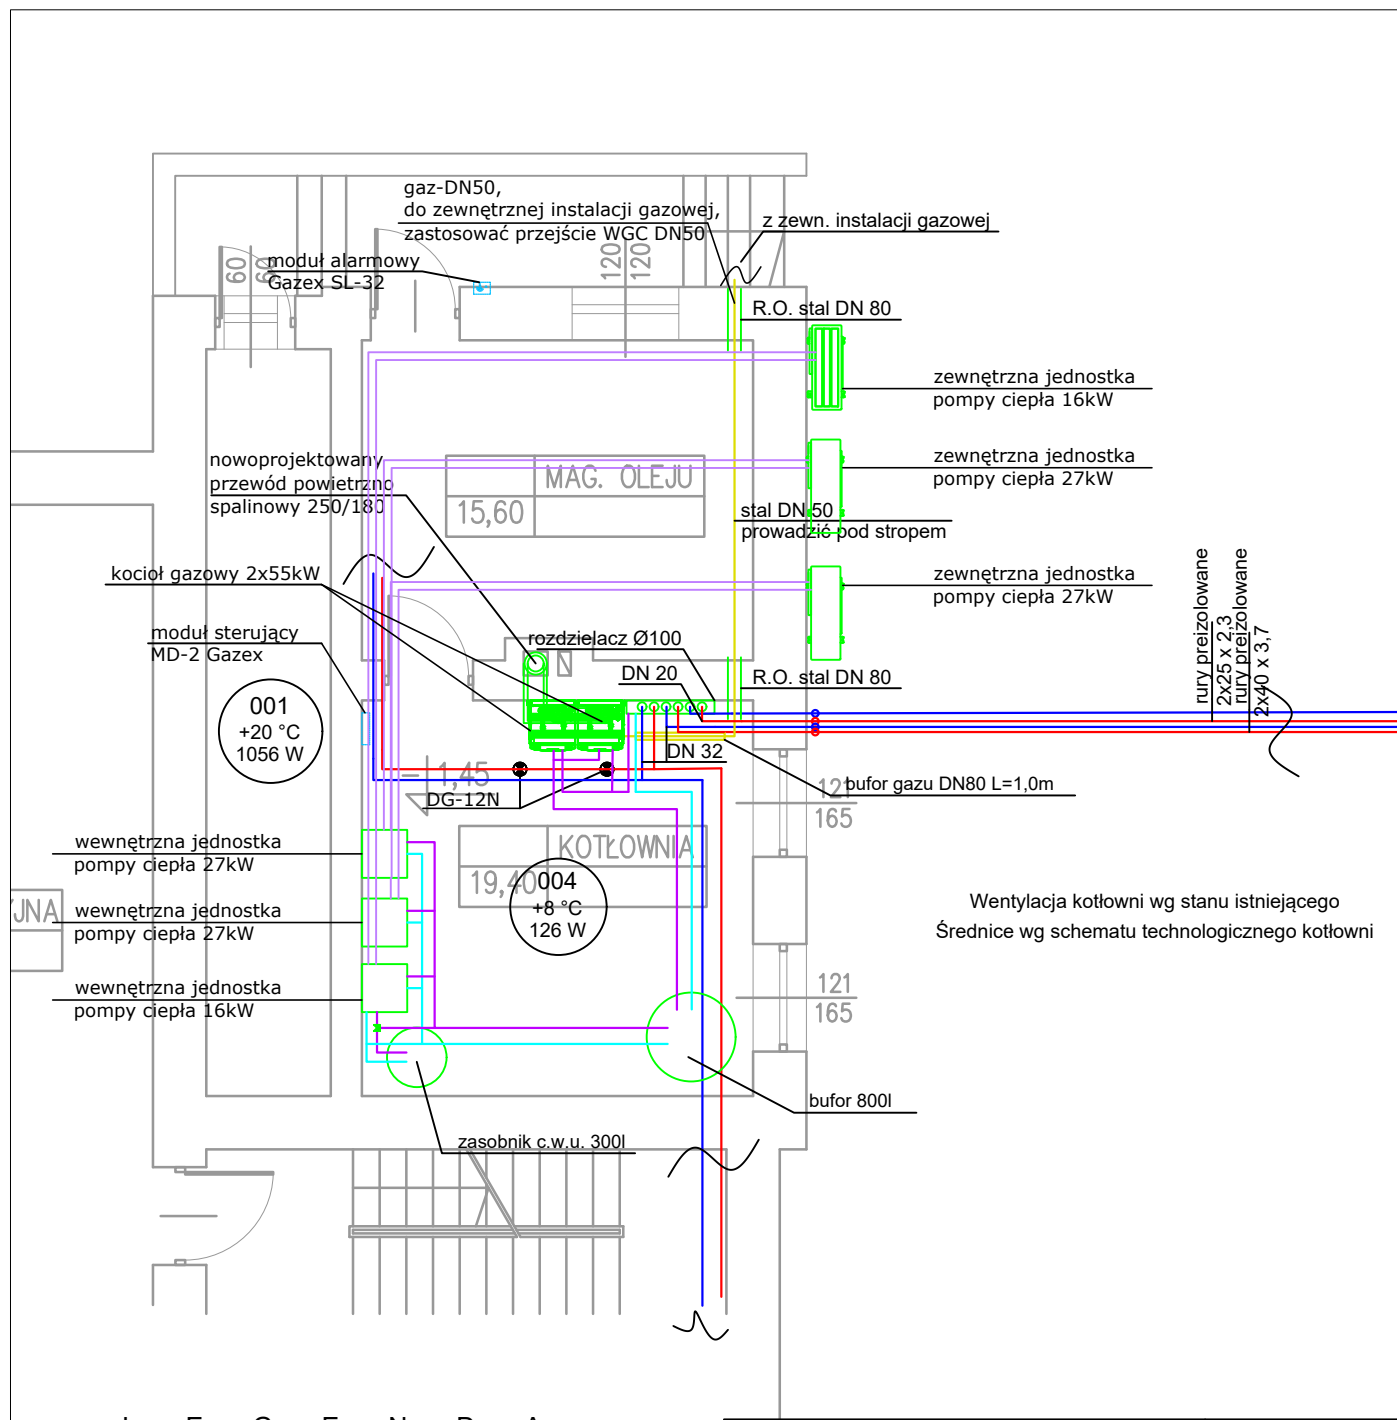 gaz-DN50,
do zewnętrznej instalacji gazowej,
zastosować przejście WGC DN50
z zewn. instalacji gazowej
moduł alarmowy
Gazex SL-32
60
60
120
120
R.O. stal DN 80
zewnętrzna jednostka
pompy ciepła 16kW
nowoprojektowany
przewód powietrzno
spalinowy 250/180
MAG. OLEJU
15,60
zewnętrzna jednostka
pompy ciepła 27kW
stal DN 50
prowadzić pod stropem
kocioł gazowy 2x55kW
zewnętrzna jednostka
pompy ciepła 27kW
rury preizolowane
2x25 x 2,3
rury preizolowane
2x40 x 3,7
moduł sterujący
MD-2 Gazex
rozdzielacz Ø100
DN 20
R.O. stal DN 80
001
+20 °C
1056 W
DN 32
1,45
DG-12N
bufor gazu DN80 L=1,0m
121
165
wewnętrzna jednostka
pompy ciepła 27kW
KOTŁOWNIA
19,40
004
+8 °C
126 W
JNA
wewnętrzna jednostka
pompy ciepła 27kW
Wentylacja kotłowni wg stanu istniejącego
Średnice wg schematu technologicznego kotłowni
wewnętrzna jednostka
pompy ciepła 16kW
121
165
bufor 800l
zasobnik c.w.u. 300l